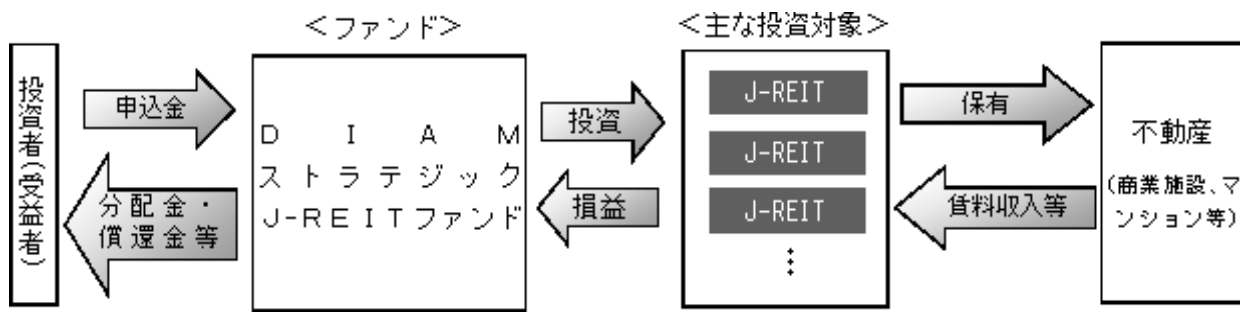 ＜ファンド＞
＜主な投資対象＞
投資者(受益者)
申込金
分配金・
償還金等
DIAM
ストラテジック
J-REITファンド
投資
損益
J-REIT
J-REIT
J-REIT
⋮
保有
賃料収入等
不動産
(商業施設、マ
ンション等)